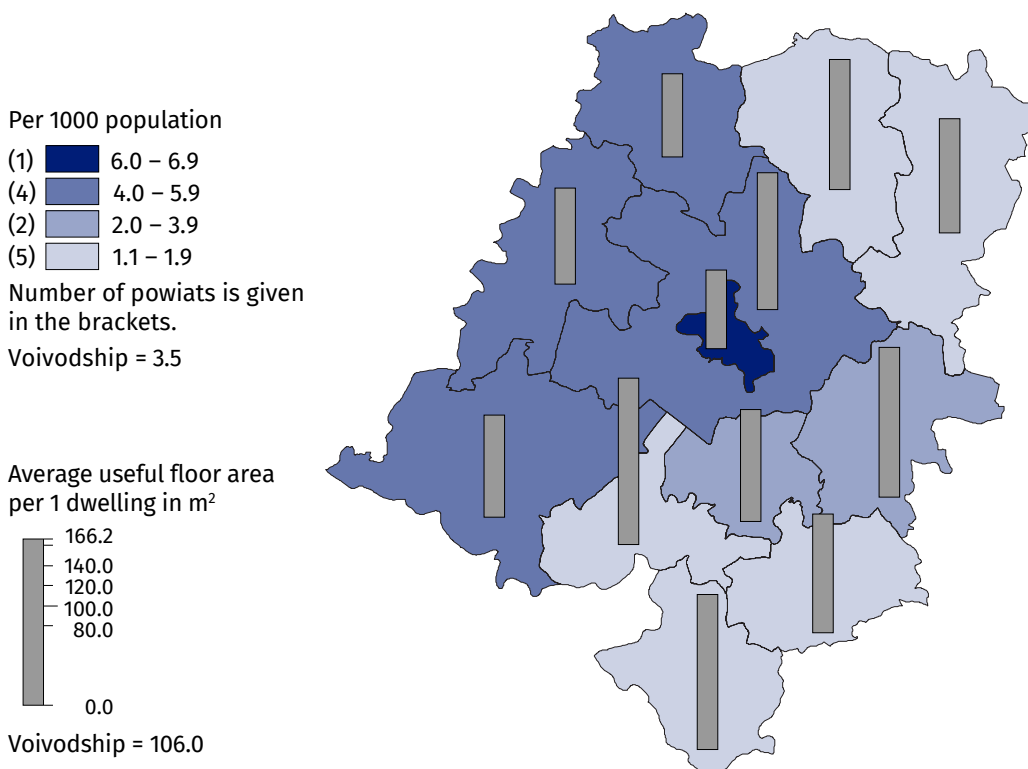 Per 1000 population
(1) 6.0 – 6.9
(4) 4.0 – 5.9
(2) 2.0 – 3.9
(5) 1.1 – 1.9
Number of powiats is given
in the brackets.
Voivodship = 3.5
Average useful floor area
per 1 dwelling in m²
166.2
140.0
120.0
100.0
80.0
0.0
Voivodship = 106.0